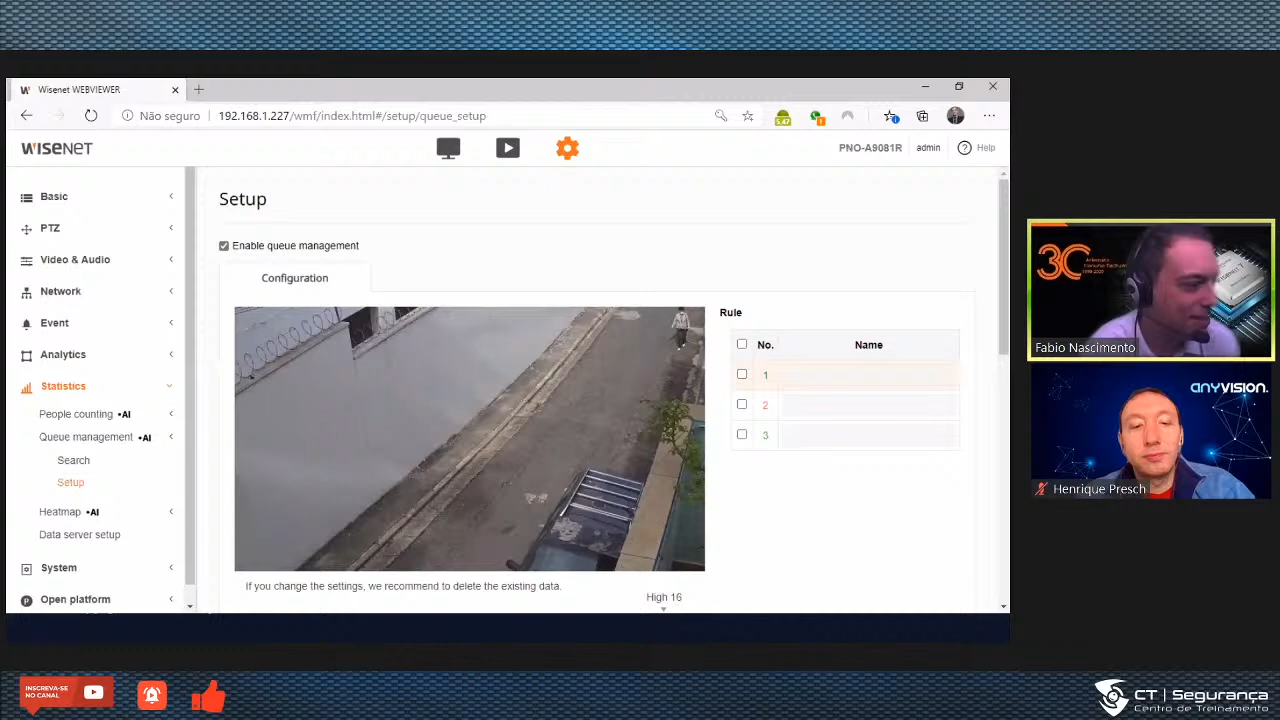 Wisenet WEBVIEWER
Não seguro
192.168.1.227/wmf/index.html#/setup/queue_setup
5.47
WISENET
PNO-A9081R
admin
Help
Basic
PTZ
Video & Audio
Network
Event
Analytics
Statistics
People counting •AI
Queue management •AI
Search
Setup
Heatmap •AI
Data server setup
System
Open platform
Setup
Enable queue management
Configuration
Rule
No. Name
1
2
3
If you change the settings, we recommend to delete the existing data.
High 16
WISENET 7
Fabio Nascimento
ANYVISION.
Henrique Presch
INSCREVA-SE
NO CANAL
CT | Segurança
Centro de Treinamento